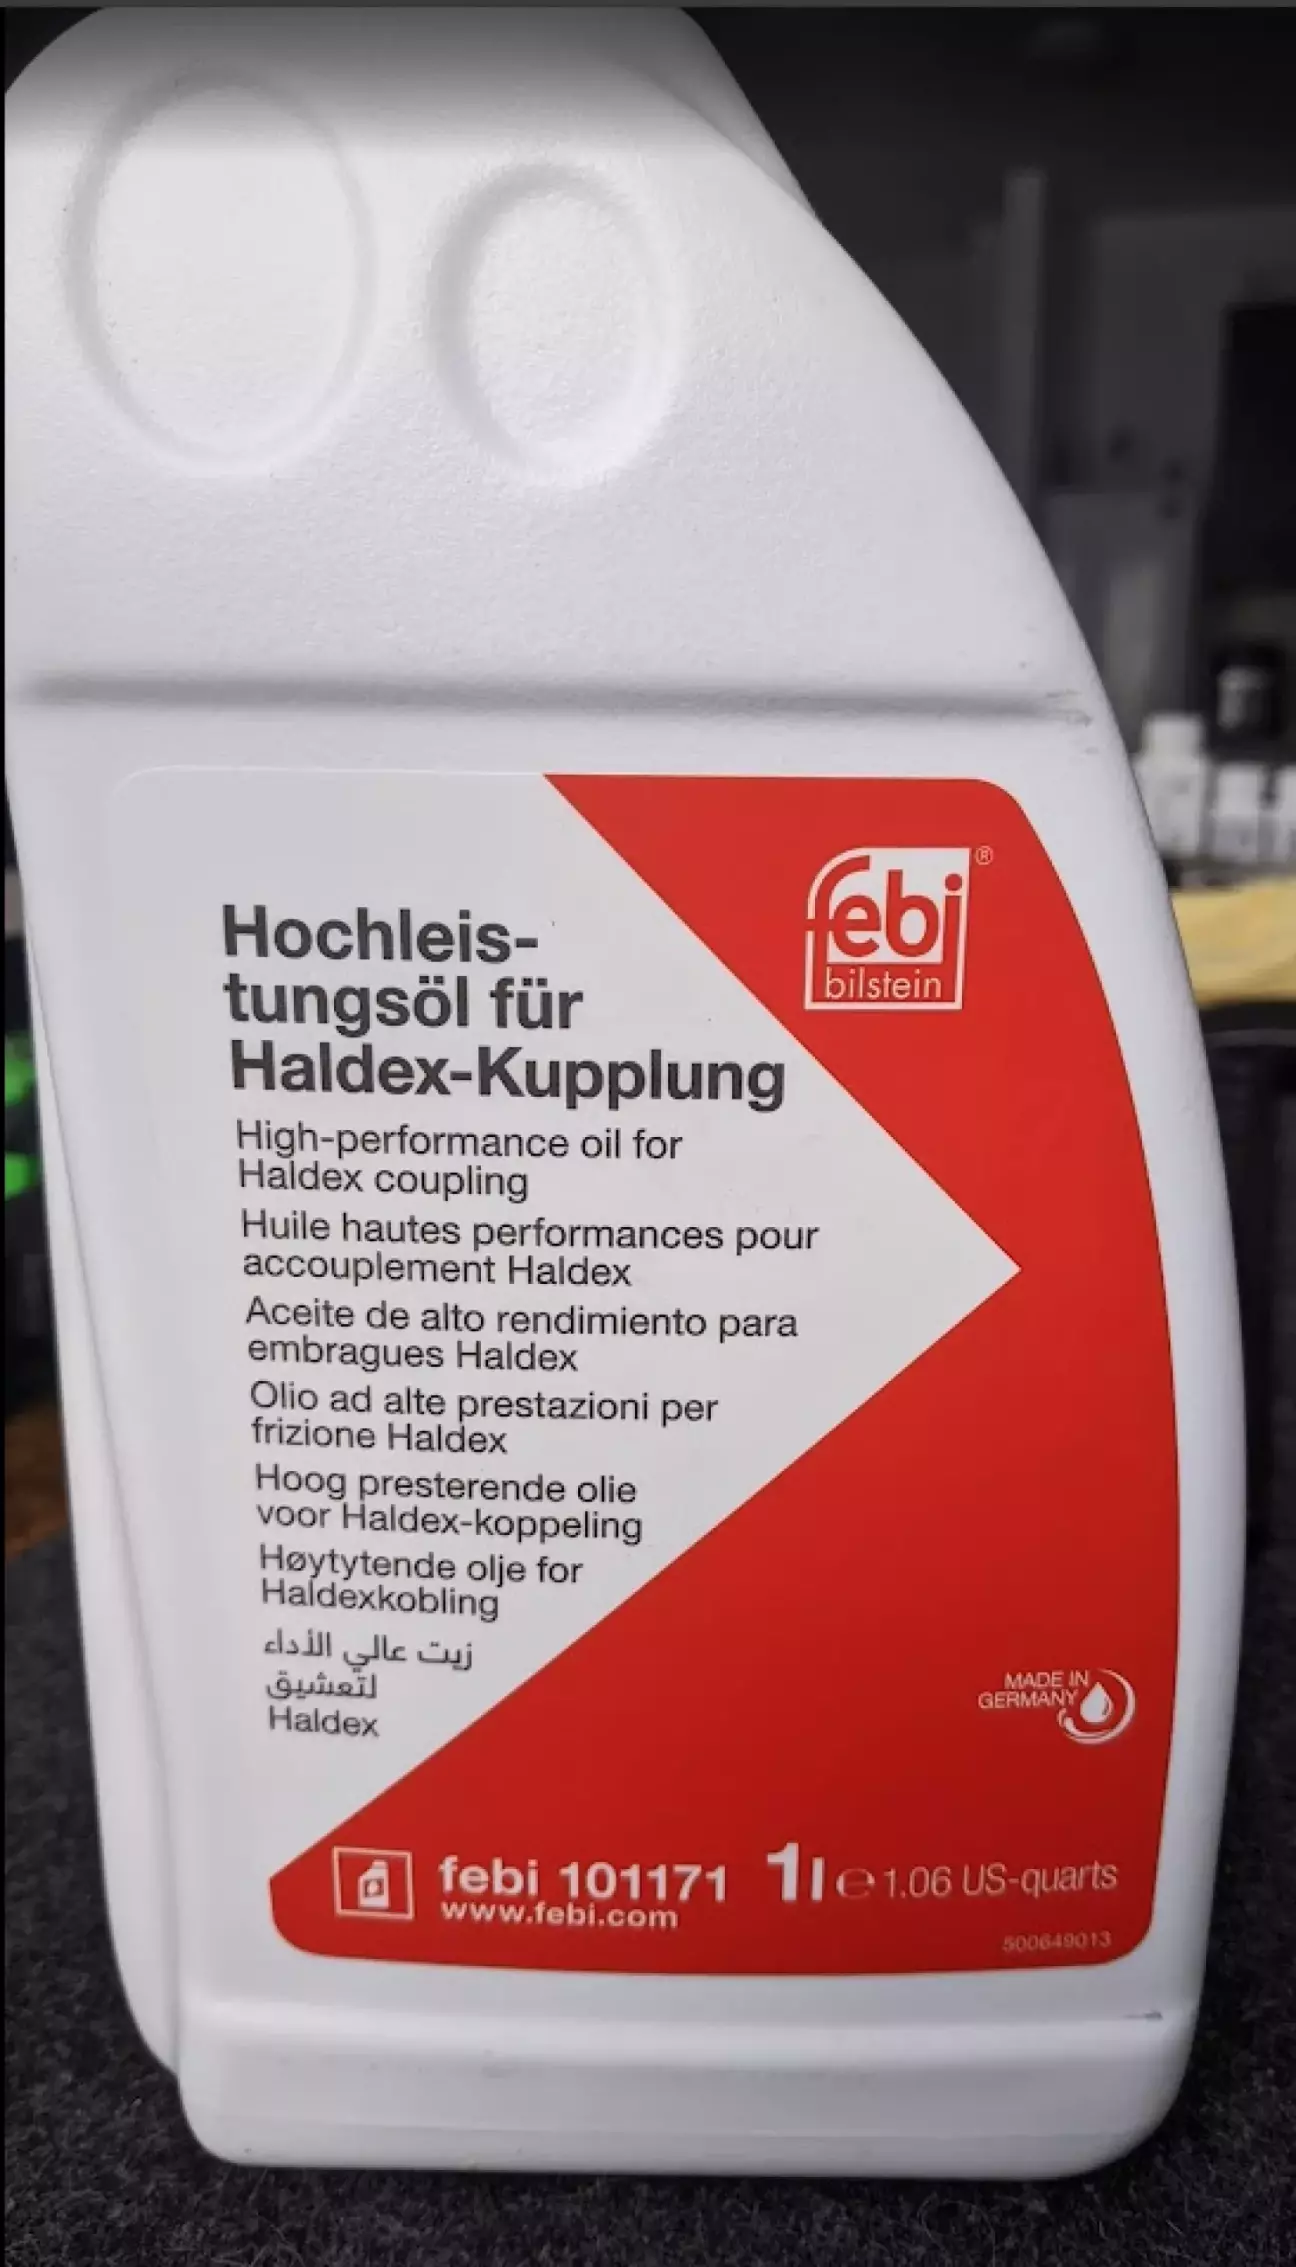 febi®
bilstein
Hochleis-
tungsöl für
Haldex-Kupplung
High-performance oil for
Haldex coupling
Huile hautes performances pour
accouplement Haldex
Aceite de alto rendimiento para
embragues Haldex
Olio ad alte prestazioni per
frizione Haldex
Hoog presterende olie
voor Haldex-koppeling
Høytytende olje for
Haldexkobling
زيت عالي الأداء
لتعشيق
Haldex
MADE IN
GERMANY
febi 101171 1l ℮ 1.06 US-quarts
www.febi.com
500649013